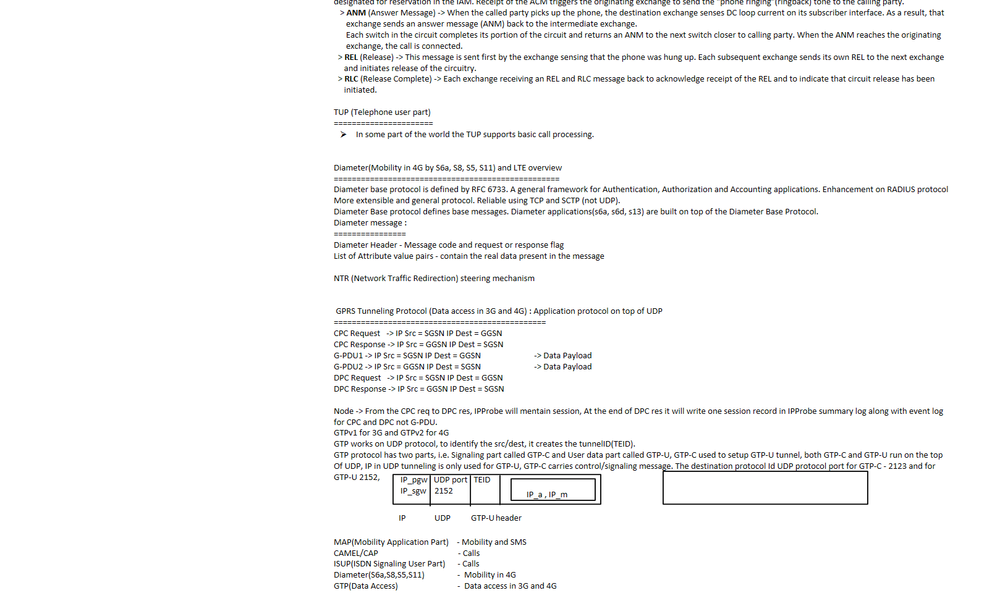 designated for reservation in the IAM. Receipt of the ACM triggers the originating exchange to send the "phone ringing"(ringback) tone to the calling party.
> ANM (Answer Message) -> When the called party picks up the phone, the destination exchange senses DC loop current on its subscriber interface. As a result, that
exchange sends an answer message (ANM) back to the intermediate exchange.
Each switch in the circuit completes its portion of the circuit and returns an ANM to the next switch closer to calling party. When the ANM reaches the originating
exchange, the call is connected.
> REL (Release) -> This message is sent first by the exchange sensing that the phone was hung up. Each subsequent exchange sends its own REL to the next exchange
and initiates release of the circuitry.
> RLC (Release Complete) -> Each exchange receiving an REL and RLC message back to acknowledge receipt of the REL and to indicate that circuit release has been
initiated.
TUP (Telephone user part)
======================
➢ In some part of the world the TUP supports basic call processing.
Diameter(Mobility in 4G by S6a, S8, S5, S11) and LTE overview
==================================================
Diameter base protocol is defined by RFC 6733. A general framework for Authentication, Authorization and Accounting applications. Enhancement on RADIUS protocol
More extensible and general protocol. Reliable using TCP and SCTP (not UDP).
Diameter Base protocol defines base messages. Diameter applications(s6a, s6d, s13) are built on top of the Diameter Base Protocol.
Diameter message :
================
Diameter Header - Message code and request or response flag
List of Attribute value pairs - contain the real data present in the message
NTR (Network Traffic Redirection) steering mechanism
GPRS Tunneling Protocol (Data access in 3G and 4G) : Application protocol on top of UDP
===============================================
CPC Request -> IP Src = SGSN IP Dest = GGSN
CPC Response -> IP Src = GGSN IP Dest = SGSN
G-PDU1 -> IP Src = SGSN IP Dest = GGSN -> Data Payload
G-PDU2 -> IP Src = GGSN IP Dest = SGSN -> Data Payload
DPC Request -> IP Src = SGSN IP Dest = GGSN
DPC Response -> IP Src = GGSN IP Dest = SGSN
Node -> From the CPC req to DPC res, IPProbe will mentain session, At the end of DPC res it will write one session record in IPProbe summary log along with event log
for CPC and DPC not G-PDU.
GTPv1 for 3G and GTPv2 for 4G
GTP works on UDP protocol, to identify the src/dest, it creates the tunnelID(TEID).
GTP protocol has two parts, i.e. Signaling part called GTP-C and User data part called GTP-U, GTP-C used to setup GTP-U tunnel, both GTP-C and GTP-U run on the top
Of UDP, IP in UDP tunneling is only used for GTP-U, GTP-C carries control/signaling message. The destination protocol Id UDP protocol port for GTP-C - 2123 and for
GTP-U 2152, IP_pgw UDP port TEID
IP_sgw 2152 IP_a , IP_m
IP UDP GTP-U header
MAP(Mobility Application Part) - Mobility and SMS
CAMEL/CAP - Calls
ISUP(ISDN Signaling User Part) - Calls
Diameter(S6a,S8,S5,S11) - Mobility in 4G
GTP(Data Access) - Data access in 3G and 4G